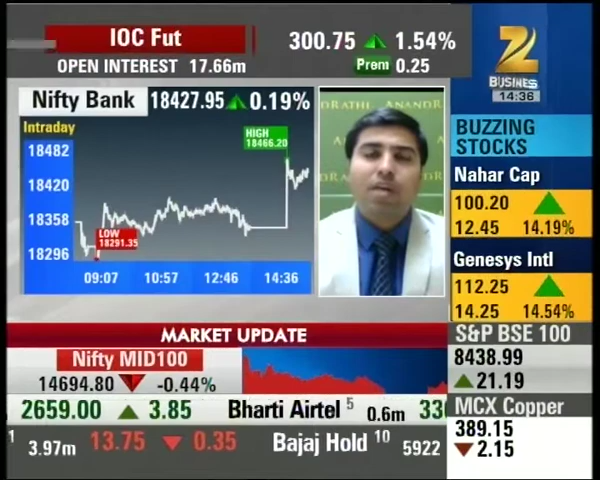 IOC Fut
300.75 1.54%
OPEN INTEREST 17.66m
Prem 0.25
Z
BUSINESS
14:36
Nifty Bank 18427.95 0.19%
Intraday
18482
18420
18358
18296
HIGH
18466.20
LOW
18291.35
09:07 10:57 12:46 14:36
ANANDRATHI
BUZZING
STOCKS
Nahar Cap
100.20
12.45 14.19%
Genesys Intl
112.25
14.25 14.54%
MARKET UPDATE
Nifty MID100
14694.80 -0.44%
S&P BSE 100
8438.99
21.19
MCX Copper
389.15
2.15
2659.00 3.85 Bharti Airtel 5 0.6m 330
1 3.97m 13.75 0.35 Bajaj Hold 10 5922